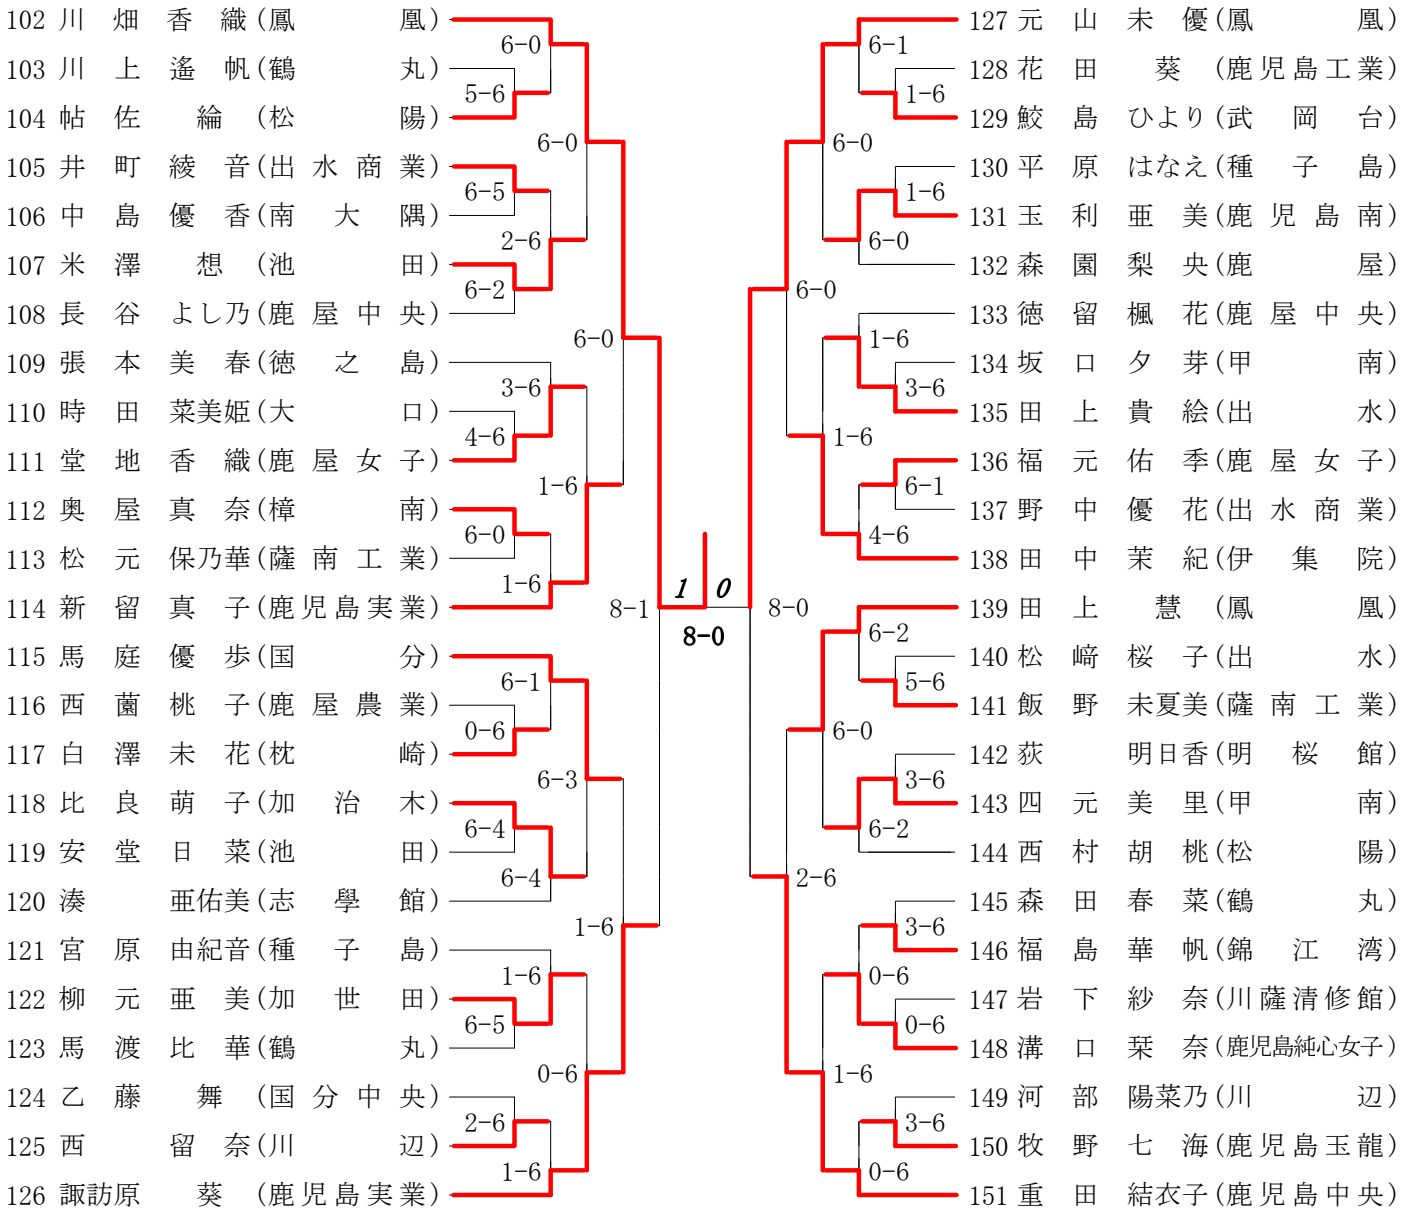 102 川畑香織(鳳凰)
6-0
103 川上遙帆(鶴丸)
5-6
104 帖佐綸(松陽)
6-0
105 井町綾音(出水商業)
6-5
106 中島優香(南大隅)
2-6
107 米澤想(池田)
6-2
108 長谷よし乃(鹿屋中央)
6-0
109 張本美春(徳之島)
3-6
110 時田菜美姫(大口)
4-6
111 堂地香織(鹿屋女子)
1-6
112 奥屋真奈(樟南)
6-0
113 松元保乃華(薩南工業)
1-6
114 新留真子(鹿児島実業)
8-1
115 馬庭優歩(国分)
6-1
116 西薗桃子(鹿屋農業)
0-6
117 白澤未花(枕崎)
6-3
118 比良萌子(加治木)
6-4
119 安堂日菜(池田)
6-4
120 湊亜佑美(志學館)
1-6
121 宮原由紀音(種子島)
1-6
122 柳元亜美(加世田)
6-5
123 馬渡比華(鶴丸)
0-6
124 乙藤舞(国分中央)
2-6
125 西留奈(川辺)
1-6
126 諏訪原葵(鹿児島実業)
1 0
8-0
127 元山未優(鳳凰)
6-1
128 花田葵(鹿児島工業)
1-6
129 鮫島ひより(武岡台)
6-0
130 平原はなえ(種子島)
1-6
131 玉利亜美(鹿児島南)
6-0
132 森園梨央(鹿屋)
6-0
133 徳留楓花(鹿屋中央)
1-6
134 坂口夕芽(甲南)
3-6
135 田上貴絵(出水)
1-6
136 福元佑季(鹿屋女子)
6-1
137 野中優花(出水商業)
4-6
138 田中茉紀(伊集院)
8-0
139 田上慧(鳳凰)
6-2
140 松﨑桜子(出水)
5-6
141 飯野未夏美(薩南工業)
6-0
142 荻明日香(明桜館)
3-6
143 四元美里(甲南)
6-2
144 西村胡桃(松陽)
2-6
145 森田春菜(鶴丸)
3-6
146 福島華帆(錦江湾)
0-6
147 岩下紗奈(川薩清修館)
0-6
148 溝口栞奈(鹿児島純心女子)
1-6
149 河部陽菜乃(川辺)
3-6
150 牧野七海(鹿児島玉龍)
0-6
151 重田結衣子(鹿児島中央)